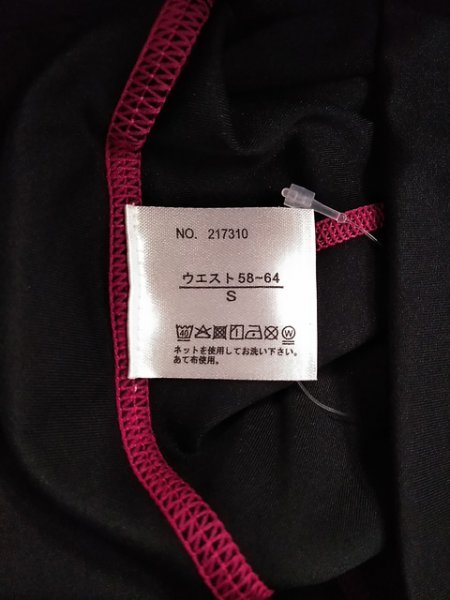 NO. 217310
ウエスト58~64
S
40 W
ネットを使用してお洗い下さい。
あて布使用。